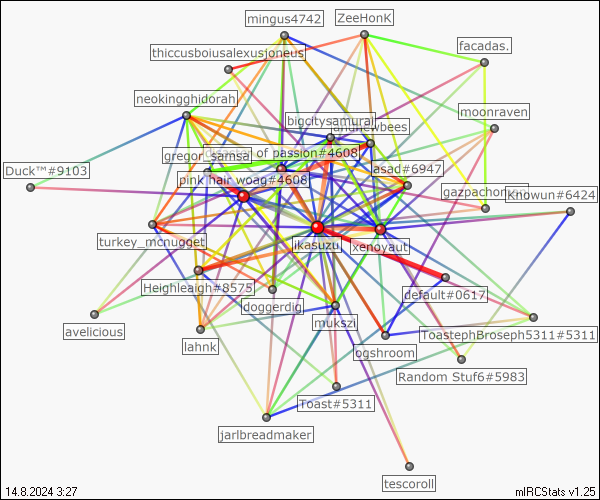 mingus4742
ZeeHonK
thiccusboiusalexusjoneus
facadas.
neokingghidorah
moonraven
bigcitysamurai
andrewbees
gregor_samsa
of passion#4608
asad#6947
Duck™#9103
pink hair woag#4608
gazpacho
Knowun#6424
turkey_mcnugget
ikasuzu
xenoyaut
Heighleaigh#8575
doggerdig
default#0617
avelicious
mukszi
ToastephBroseph5311#5311
lahnk
ogshroom
Random Stuf6#5983
Toast#5311
jarlbreadmaker
tescoroll
14.8.2024 3:27
mIRCStats v1.25